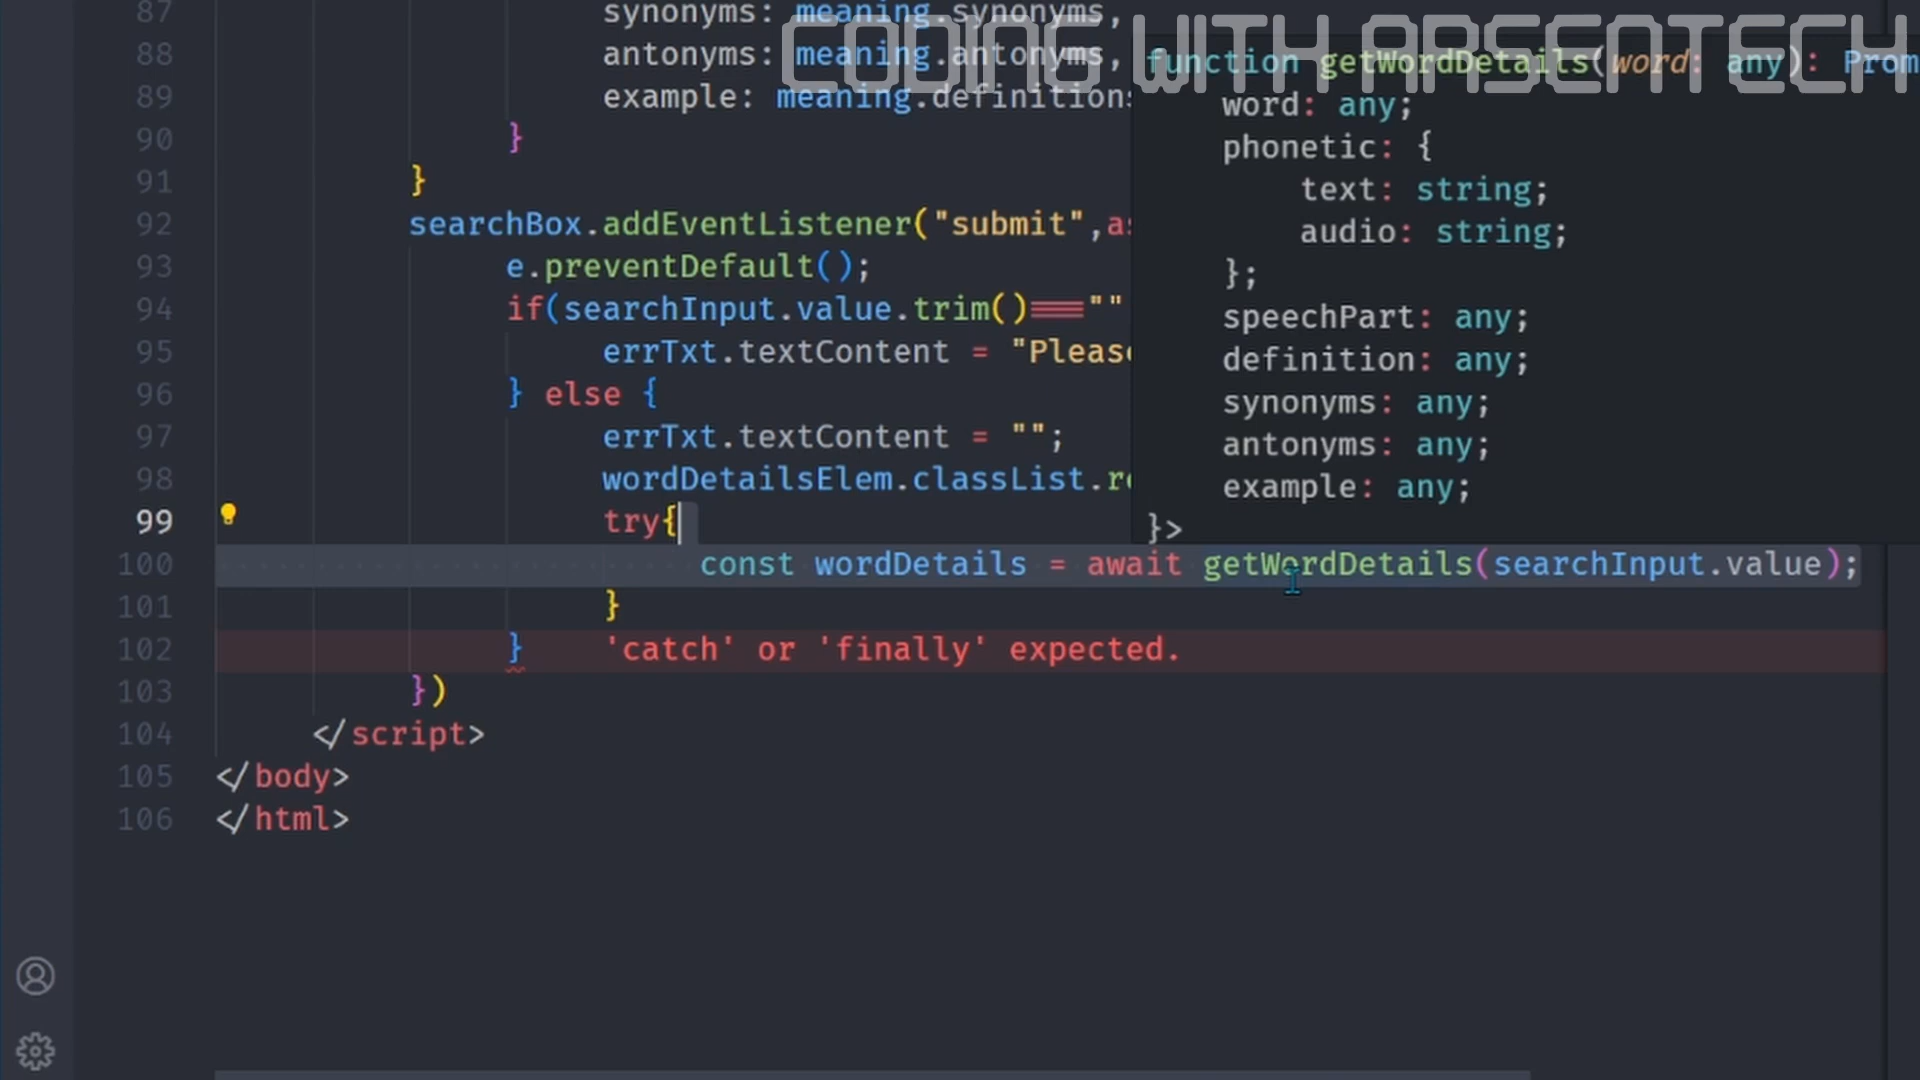 CODING WITH ARSENTECH
87 synonyms: meaning.synonyms,
88 antonyms: meaning.antonyms,
89 example: meaning.definitions
90 }
91 }
92 searchBox.addEventListener("submit",as
93 e.preventDefault();
94 if(searchInput.value.trim()===""
95 errTxt.textContent = "Please
96 } else {
97 errTxt.textContent = "";
98 wordDetailsElem.classList.re
99 try{
100 const wordDetails = await getWordDetails(searchInput.value);
101 }
102 } 'catch' or 'finally' expected.
103 })
104 </script>
105 </body>
106 </html>
function getWordDetails(word: any): Prom
word: any;
phonetic: {
text: string;
audio: string;
};
speechPart: any;
definition: any;
synonyms: any;
antonyms: any;
example: any;
}>